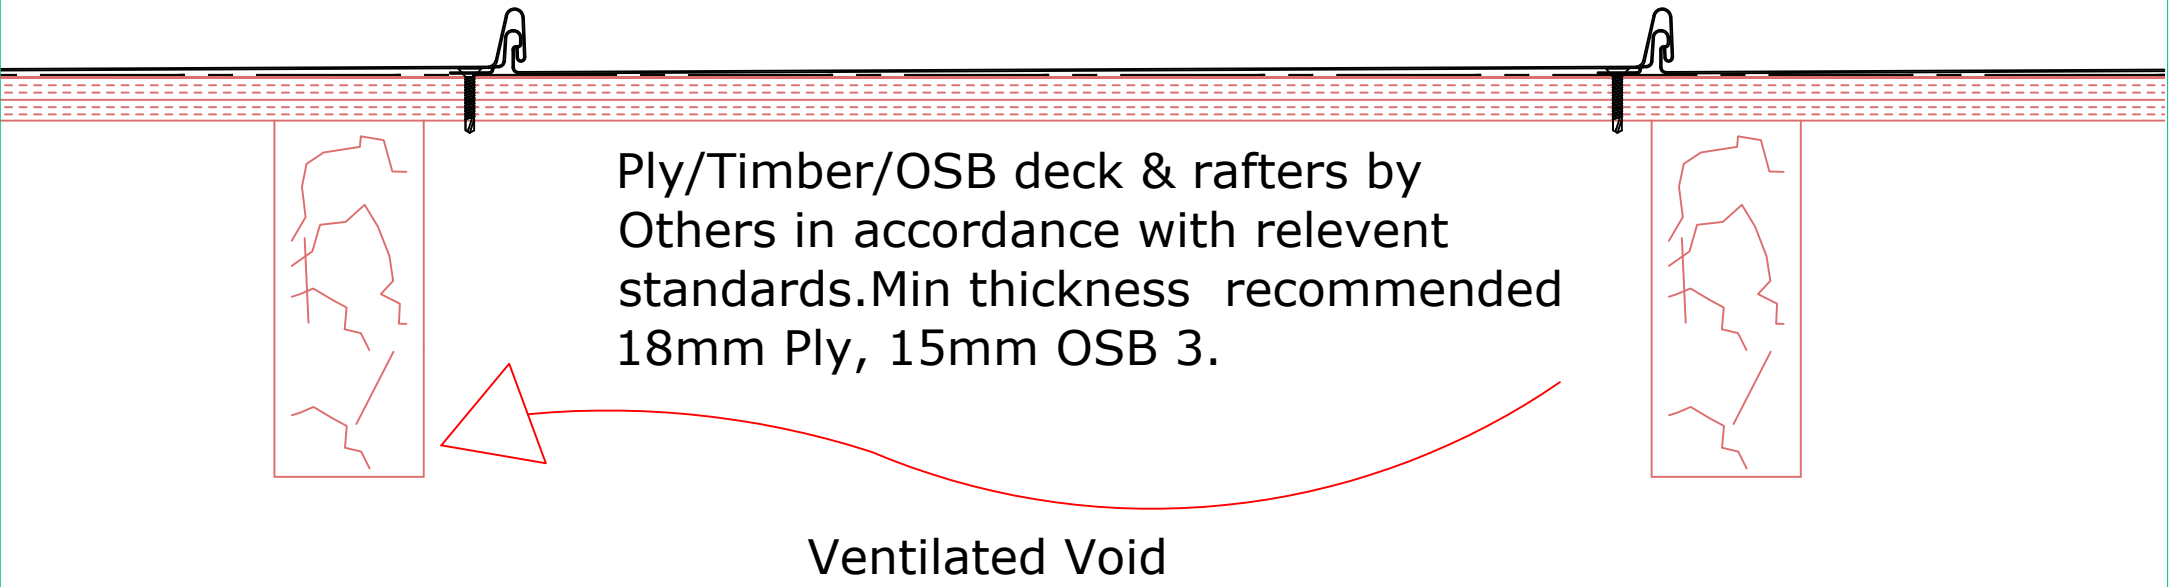 Ply/Timber/OSB deck & rafters by
Others in accordance with relevent
standards.Min thickness  recommended
18mm Ply, 15mm OSB 3.
Ventilated Void